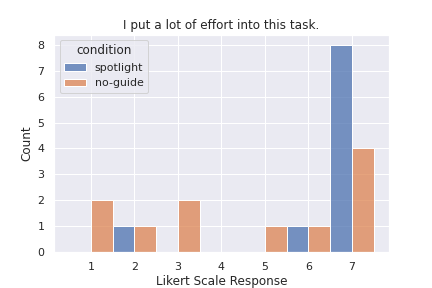 I put a lot of effort into this task.
condition
spotlight
no-guide
8
7
6
5
4
3
2
1
0
Count
1 2 3 4 5 6 7
Likert Scale Response